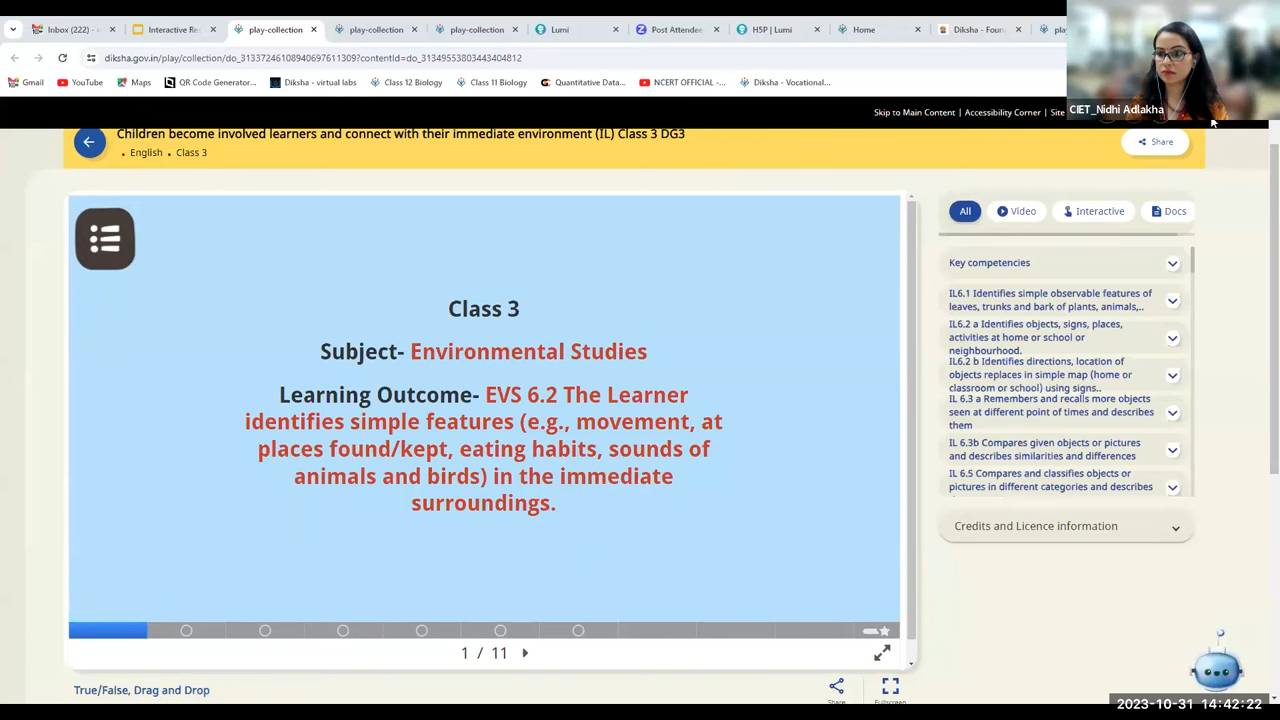 Inbox (222) - n
Interactive Re
play-collection
play-collection
play-collection
Lumi
Post Attendee
H5P | Lumi
Home
Diksha - Foun
diksha.gov.in/play/collection/do_31337246108940697611309?contentId=do_31349553803443404812
Gmail
YouTube
Maps
QR Code Generator...
Diksha - virtual labs
Class 12 Biology
Class 11 Biology
Quantitative Data...
NCERT OFFICIAL -...
Diksha - Vocational...
CIET_Nidhi Adlakha
Skip to Main Content | Accessibility Corner | Site
Children become involved learners and connect with their immediate environment (IL) Class 3 DG3
• English • Class 3
Share
Class 3
Subject- Environmental Studies
Learning Outcome- EVS 6.2 The Learner
identifies simple features (e.g., movement, at
places found/kept, eating habits, sounds of
animals and birds) in the immediate
surroundings.
1 / 11
True/False, Drag and Drop
Share
Fullscreen
All
Video
Interactive
Docs
Key competencies
IL6.1 Identifies simple observable features of
leaves, trunks and bark of plants, animals,..
IL6.2 a Identifies objects, signs, places,
activities at home or school or
neighbourhood.
IL6.2 b Identifies directions, location of
objects replaces in simple map (home or
classroom or school) using signs..
IL 6.3 a Remembers and recalls more objects
seen at different point of times and describes
them
IL 6.3b Compares given objects or pictures
and describes similarities and differences
IL 6.5 Compares and classifies objects or
pictures in different categories and describes
Credits and Licence information
2023-10-31 14:42:22